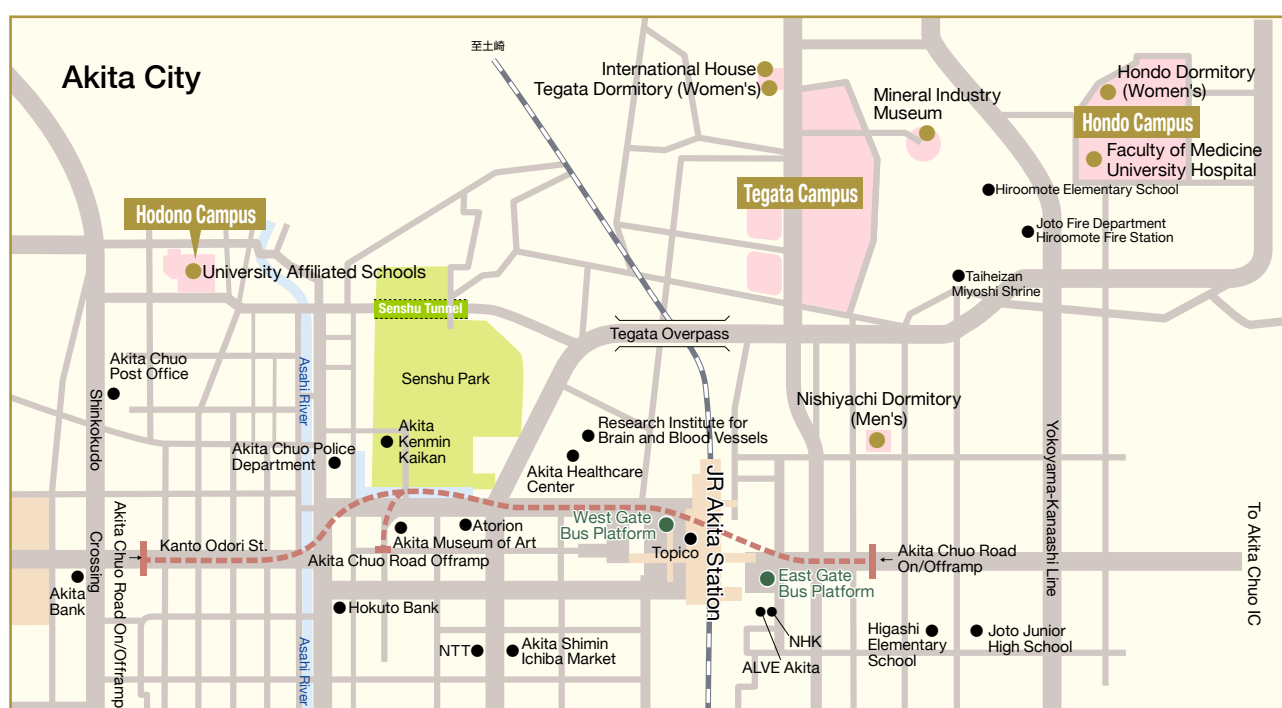 Akita City
至土崎
International House
Tegata Dormitory (Women's)
Mineral Industry
Museum
Hondo Dormitory
(Women's)
Hondo Campus
Faculty of Medicine
University Hospital
Hiroomote Elementary School
Tegata Campus
Hodono Campus
Joto Fire Department
Hiroomote Fire Station
University Affiliated Schools
Taiheizan
Miyoshi Shrine
Senshu Tunnel
Tegata Overpass
Akita Chuo
Post Office
Asahi River
Senshu Park
Shinkokudo
Nishiyachi Dormitory
(Men's)
Research Institute for
Brain and Blood Vessels
Akita
Kenmin
Kaikan
Akita Chuo Police
Department
Akita Healthcare
Center
JR Akita Station
Yokoyama-Kanaashi Line
To Akita Chuo IC
West Gate
Bus Platform
Atorion
Akita Museum of Art
Topico
Kanto Odori St.
Akita Chuo Road Offramp
Akita Chuo Road
On/Offramp
Akita Chuo Road On/Offramp
Crossing
East Gate
Bus Platform
Akita
Bank
Hokuto Bank
NHK
ALVE Akita
Higashi
Elementary
School
Joto Junior
High School
NTT
Akita Shimin
Ichiba Market
Asahi River